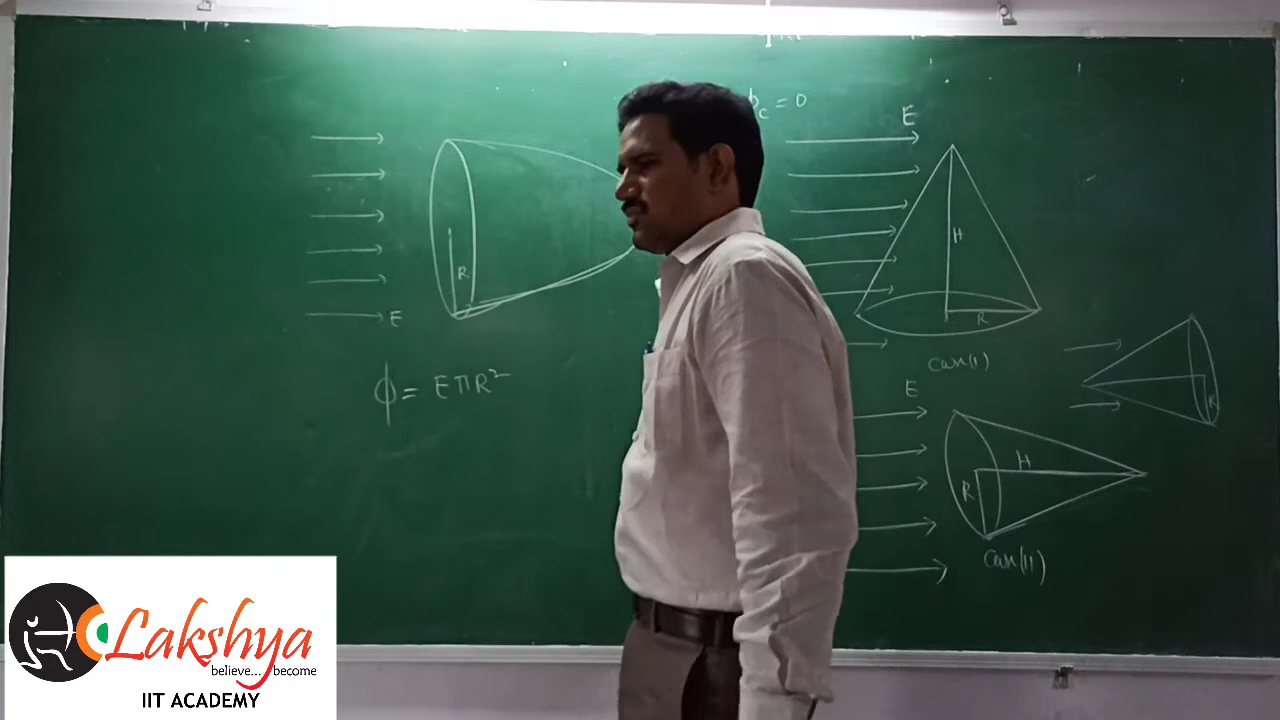 E
R
ϕ = EπR²
ϕc = 0
E
H
R
Case(I)
R
E
H
R
Case(II)
Lakshya
believe... become
IIT ACADEMY